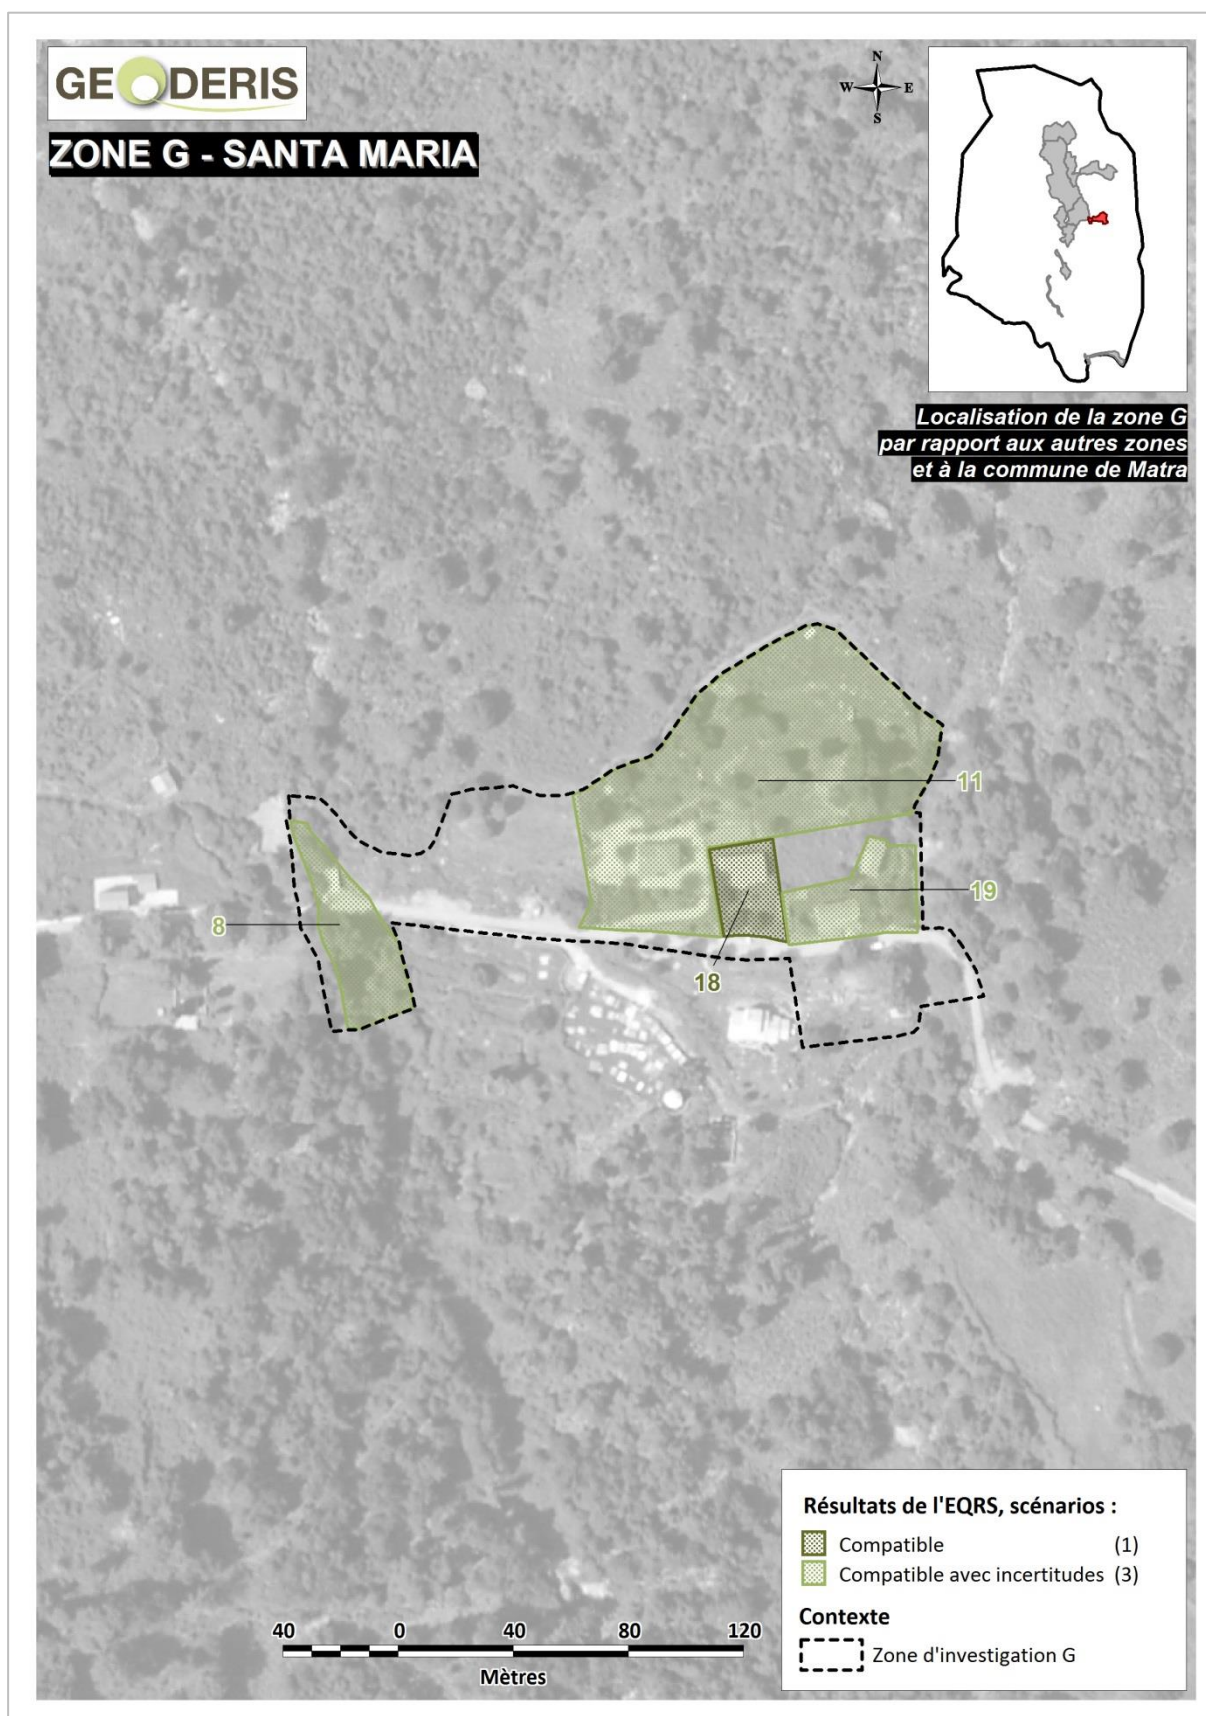 GEODERIS
ZONE G - SANTA MARIA
N
W E
S
Localisation de la zone G
par rapport aux autres zones
et à la commune de Matra
11
19
8
18
Résultats de l'EQRS, scénarios :
Compatible (1)
Compatible avec incertitudes (3)
Contexte
Zone d'investigation G
40 0 40 80 120
Mètres